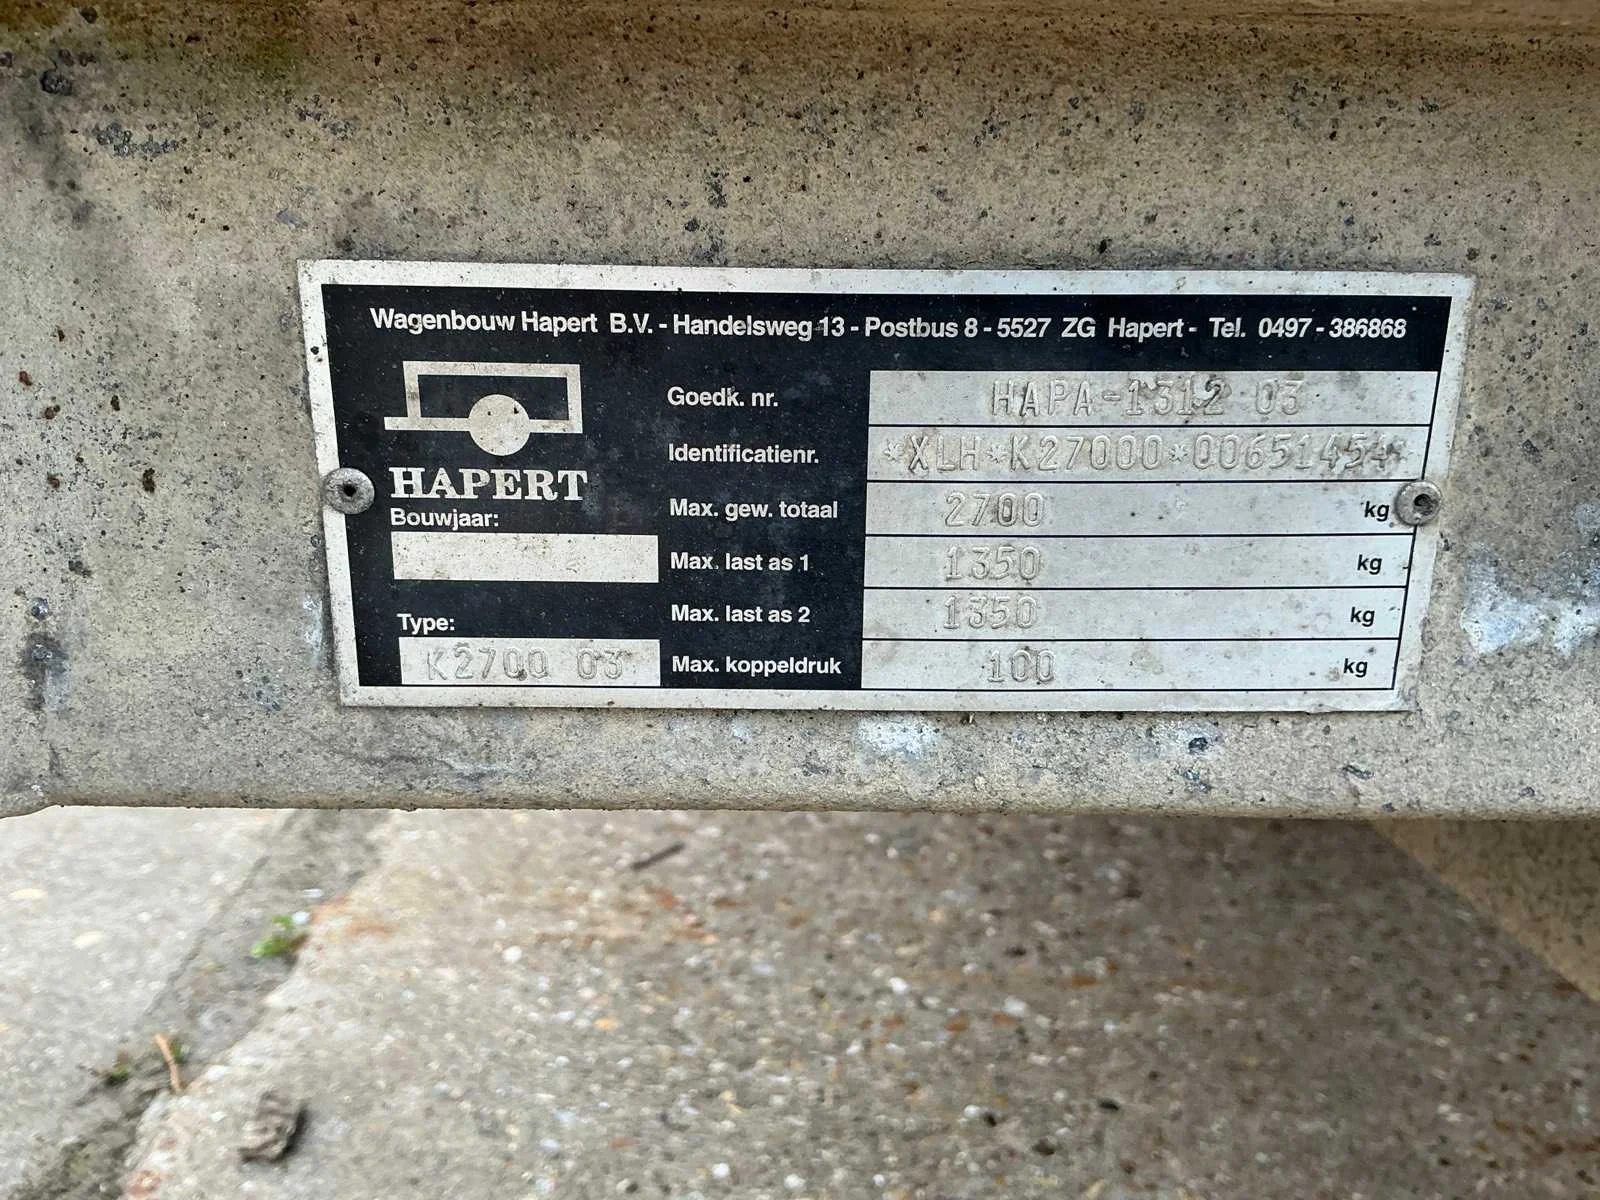 Wagenbouw Hapert B.V. - Handelsweg 13 - Postbus 8 - 5527 ZG Hapert - Tel. 0497 - 386868
HAPERT
Bouwjaar:
Type:
K2700 03
Goedk. nr. HAPA-1312 03
Identificatienr. *XLH*K27000*00651454*
Max. gew. totaal 2700 kg
Max. last as 1 1350 kg
Max. last as 2 1350 kg
Max. koppeldruk 100 kg